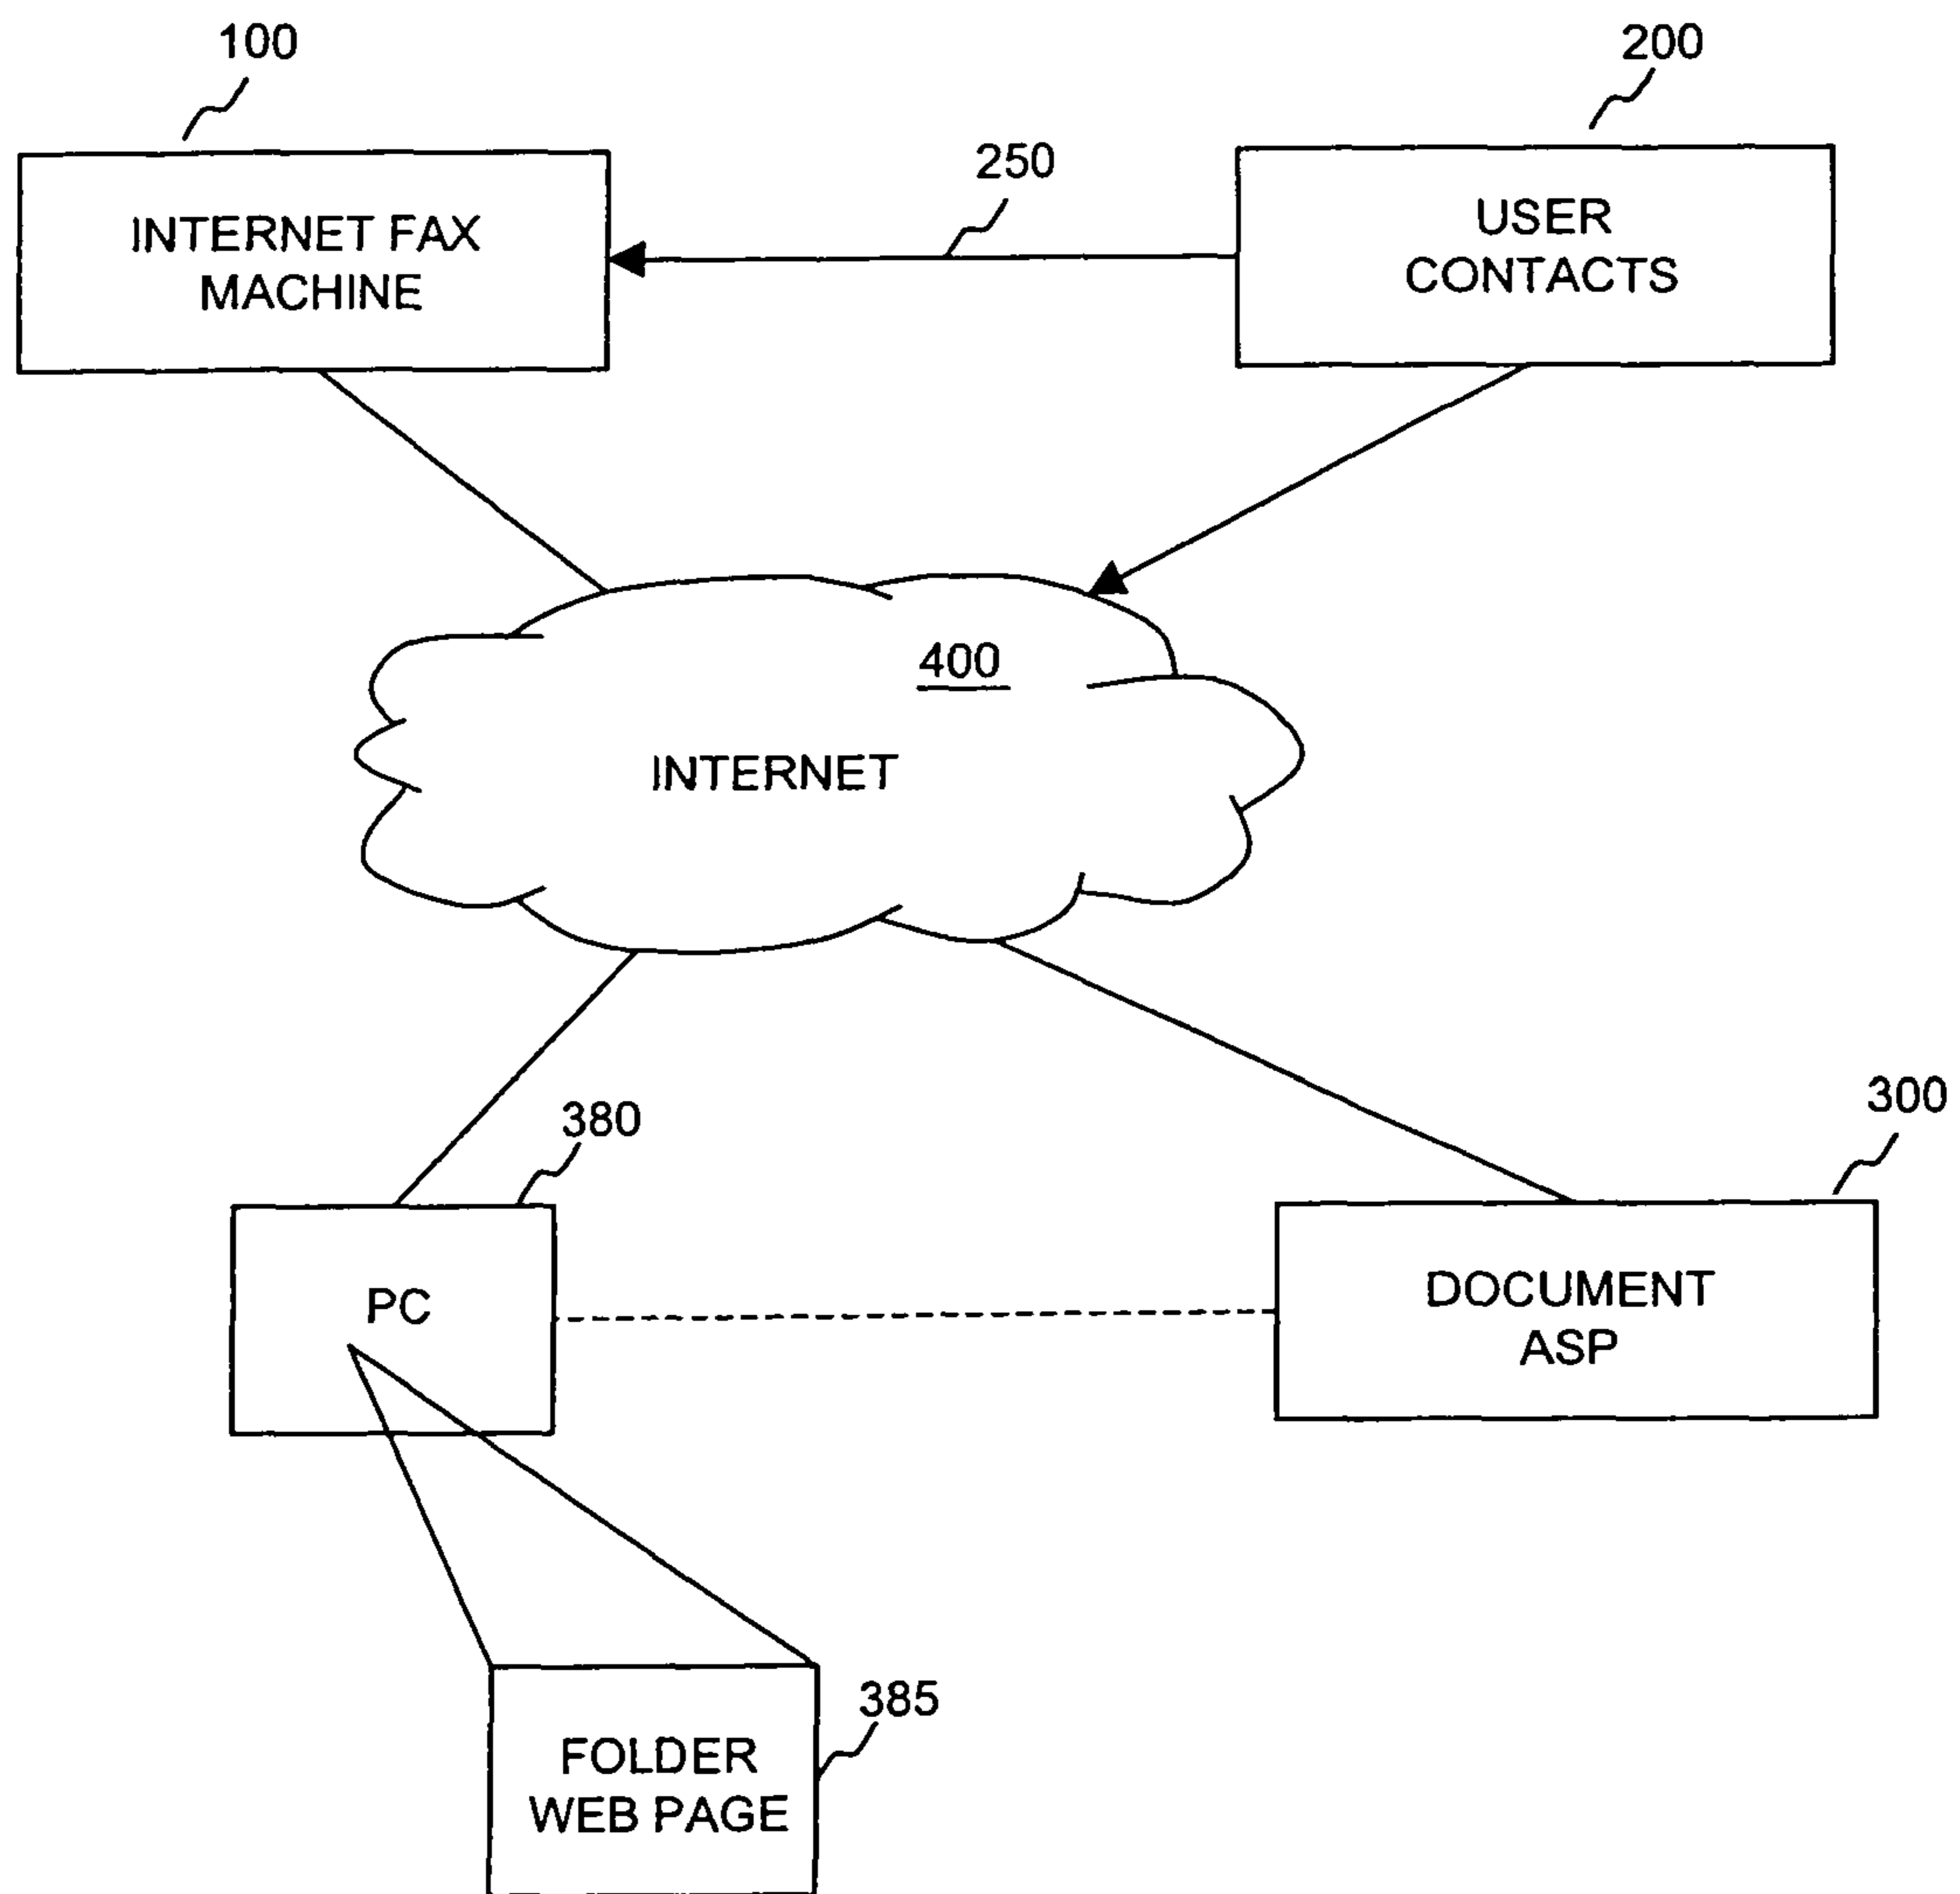 100
200
250
INTERNET FAX
MACHINE
USER
CONTACTS
400
INTERNET
380
300
PC
DOCUMENT
ASP
385
FOLDER
WEB PAGE